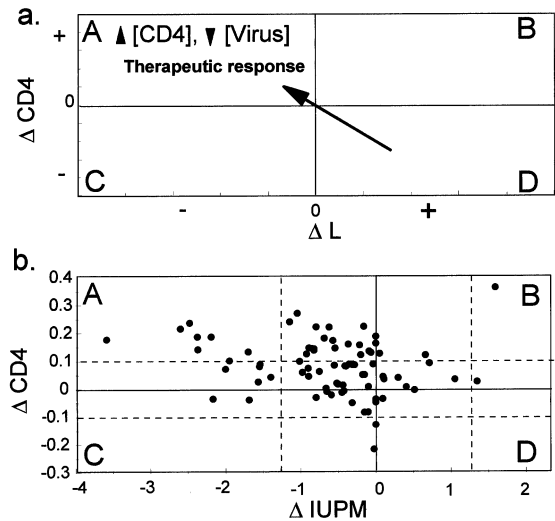 a.
A ▲ [CD4], ▼ [Virus] B
Therapeutic response
+
0
-
Δ CD4
C D
- 0 +
Δ L
b.
A B
0.4
0.3
0.2
0.1
0
-0.1
-0.2
-0.3
Δ CD4
C D
-4 -3 -2 -1 0 1 2
Δ IUPM